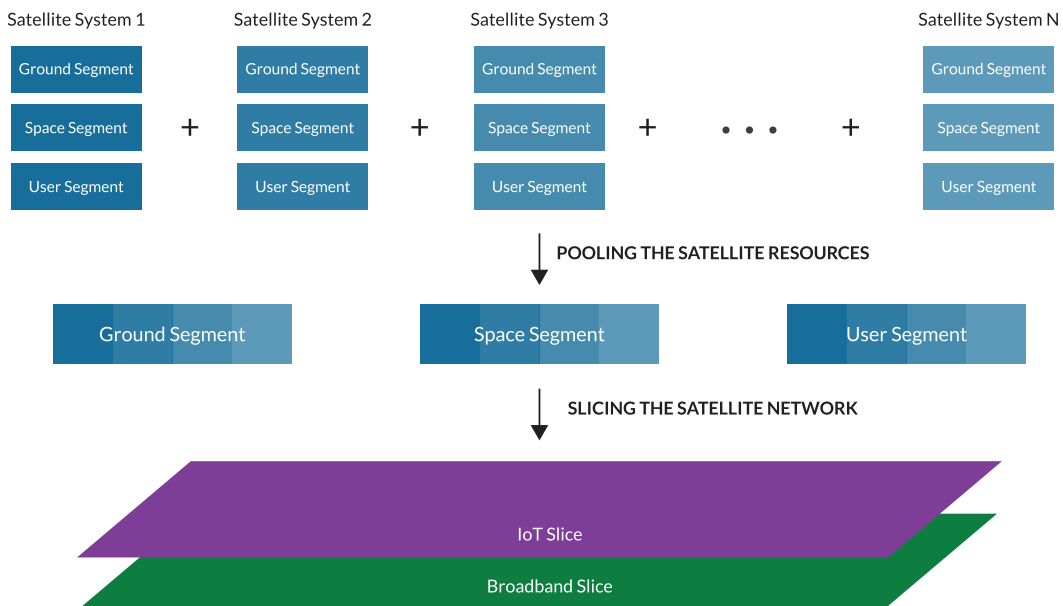 Satellite System 1
Satellite System 2
Satellite System 3
Satellite System N
Ground Segment
Ground Segment
Ground Segment
Ground Segment
Space Segment
+
Space Segment
+
Space Segment
+
• • •
+
Space Segment
User Segment
User Segment
User Segment
User Segment
POOLING THE SATELLITE RESOURCES
Ground Segment
Space Segment
User Segment
SLICING THE SATELLITE NETWORK
IoT Slice
Broadband Slice